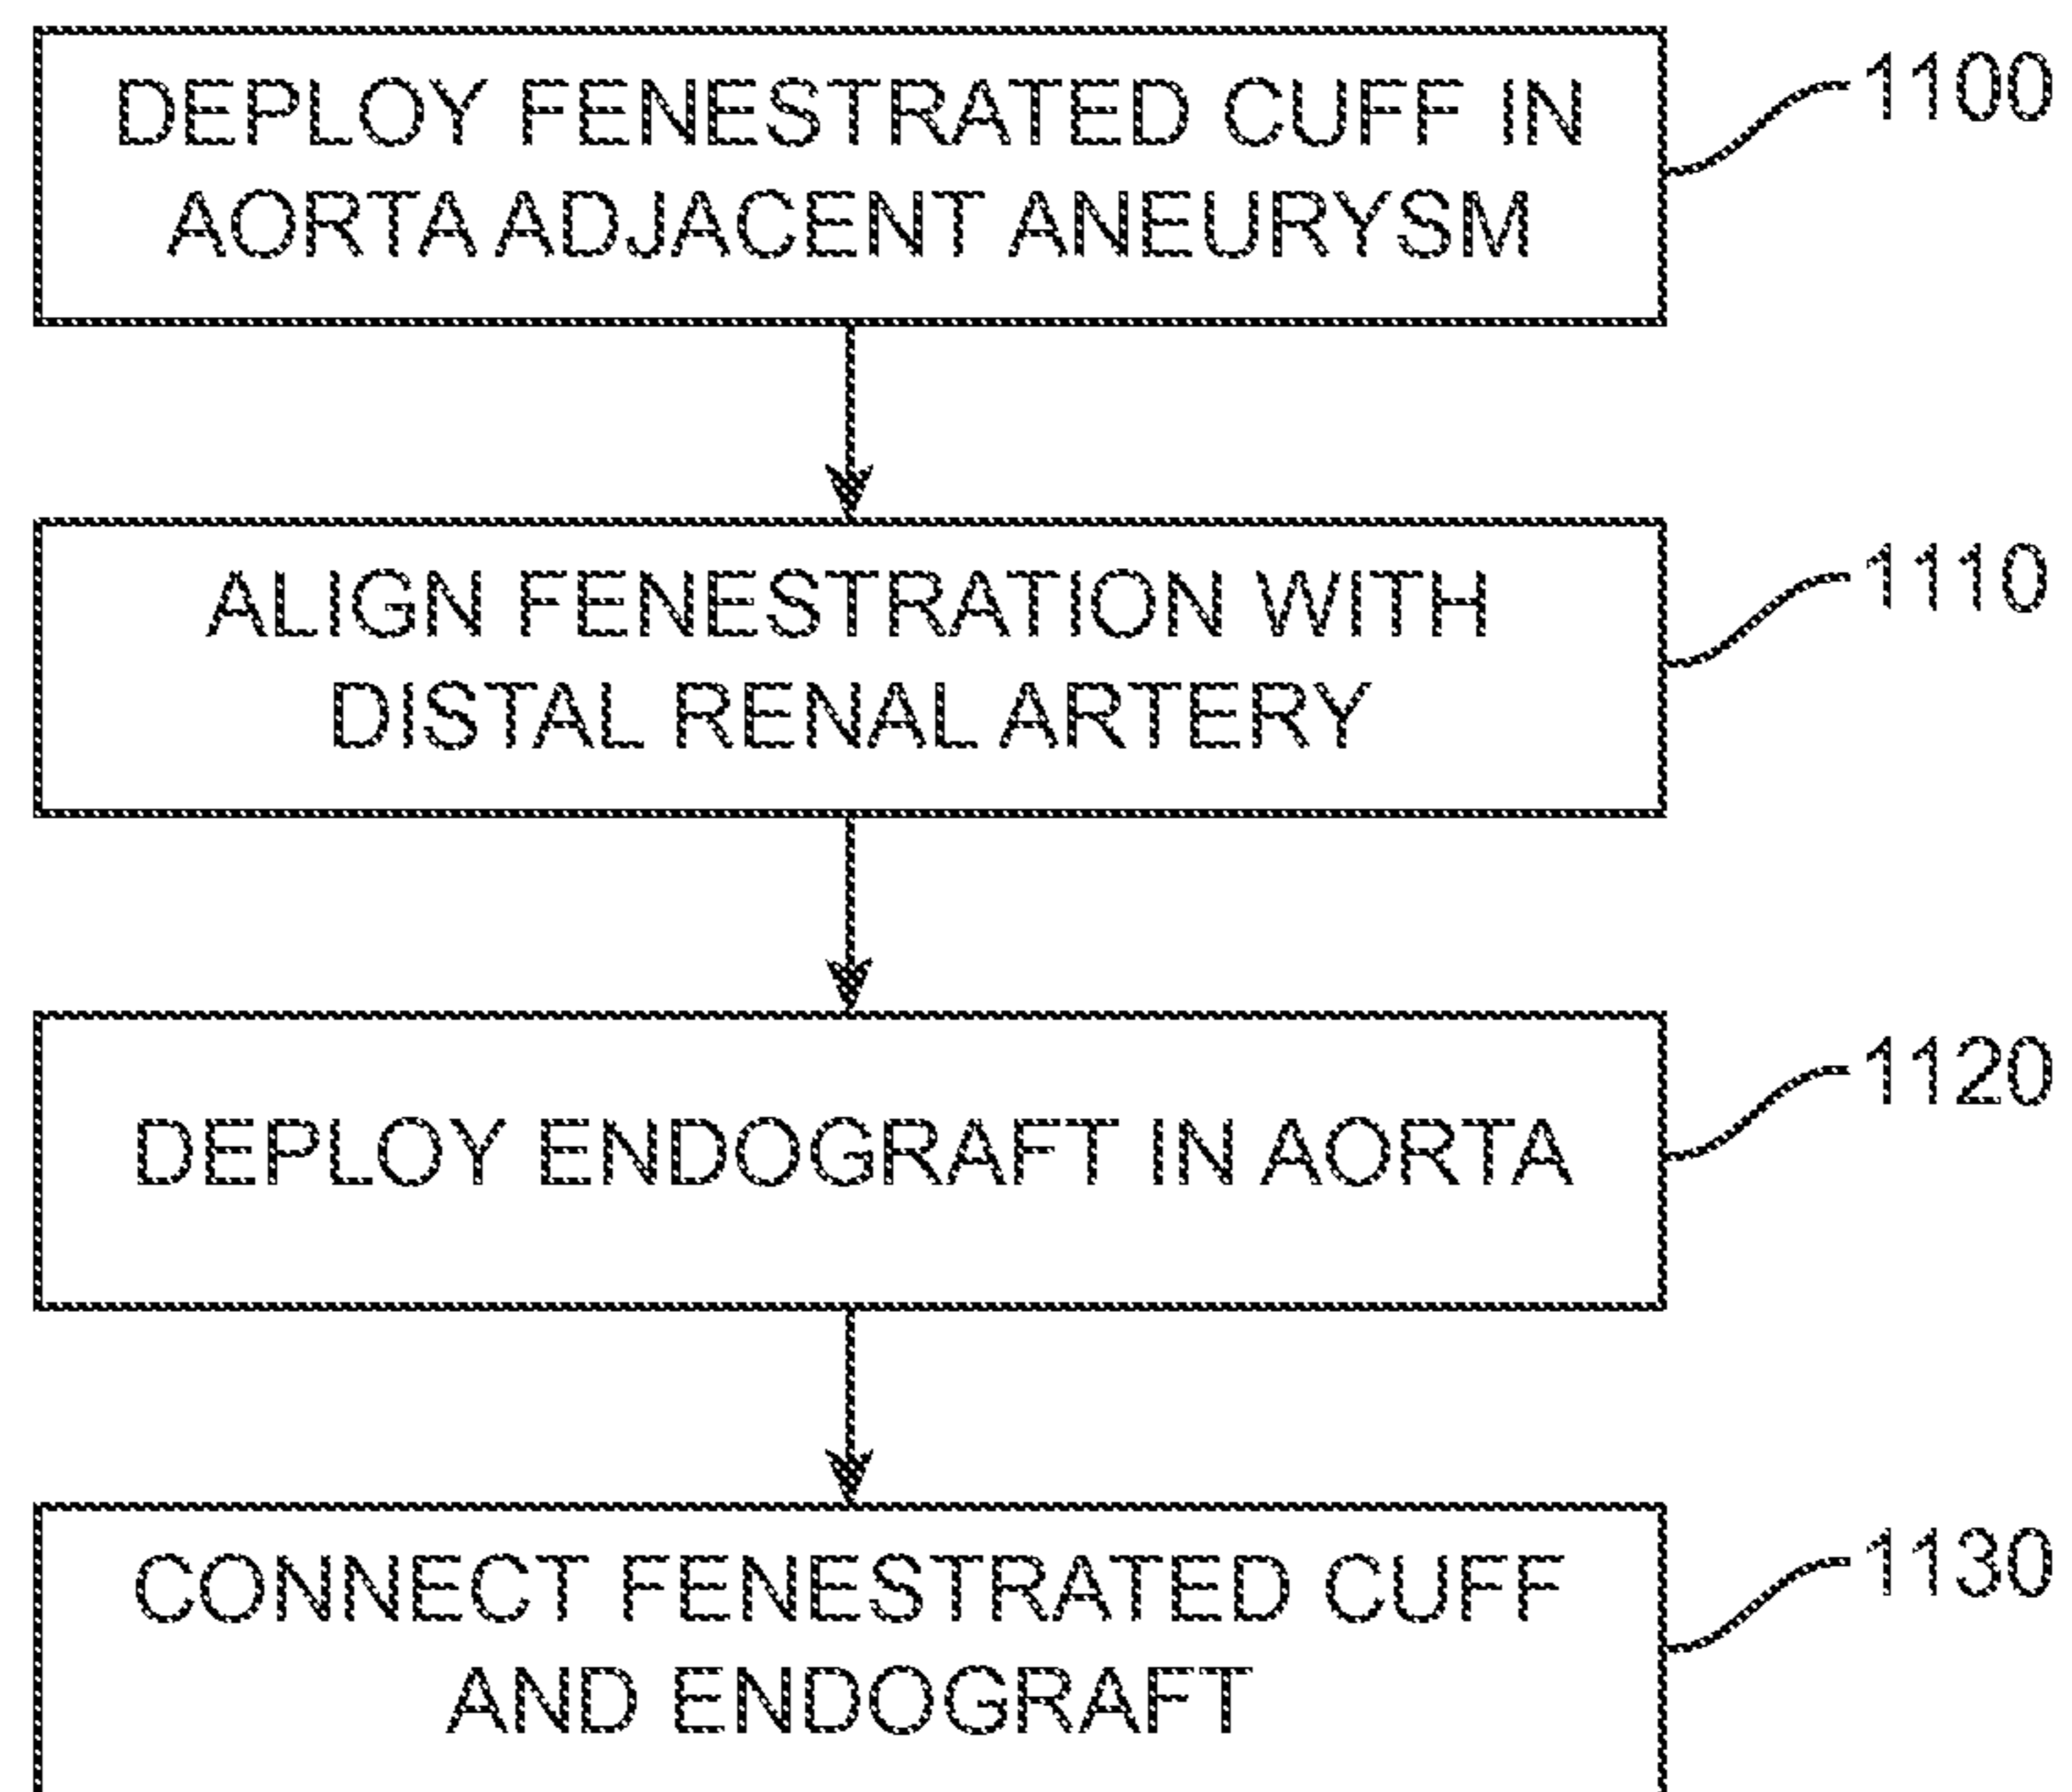 DEPLOY FENESTRATED CUFF IN
AORTA ADJACENT ANEURYSM
1100
ALIGN FENESTRATION WITH
DISTAL RENAL ARTERY
1110
DEPLOY ENDOGRAFT IN AORTA
1120
CONNECT FENESTRATED CUFF
AND ENDOGRAFT
1130